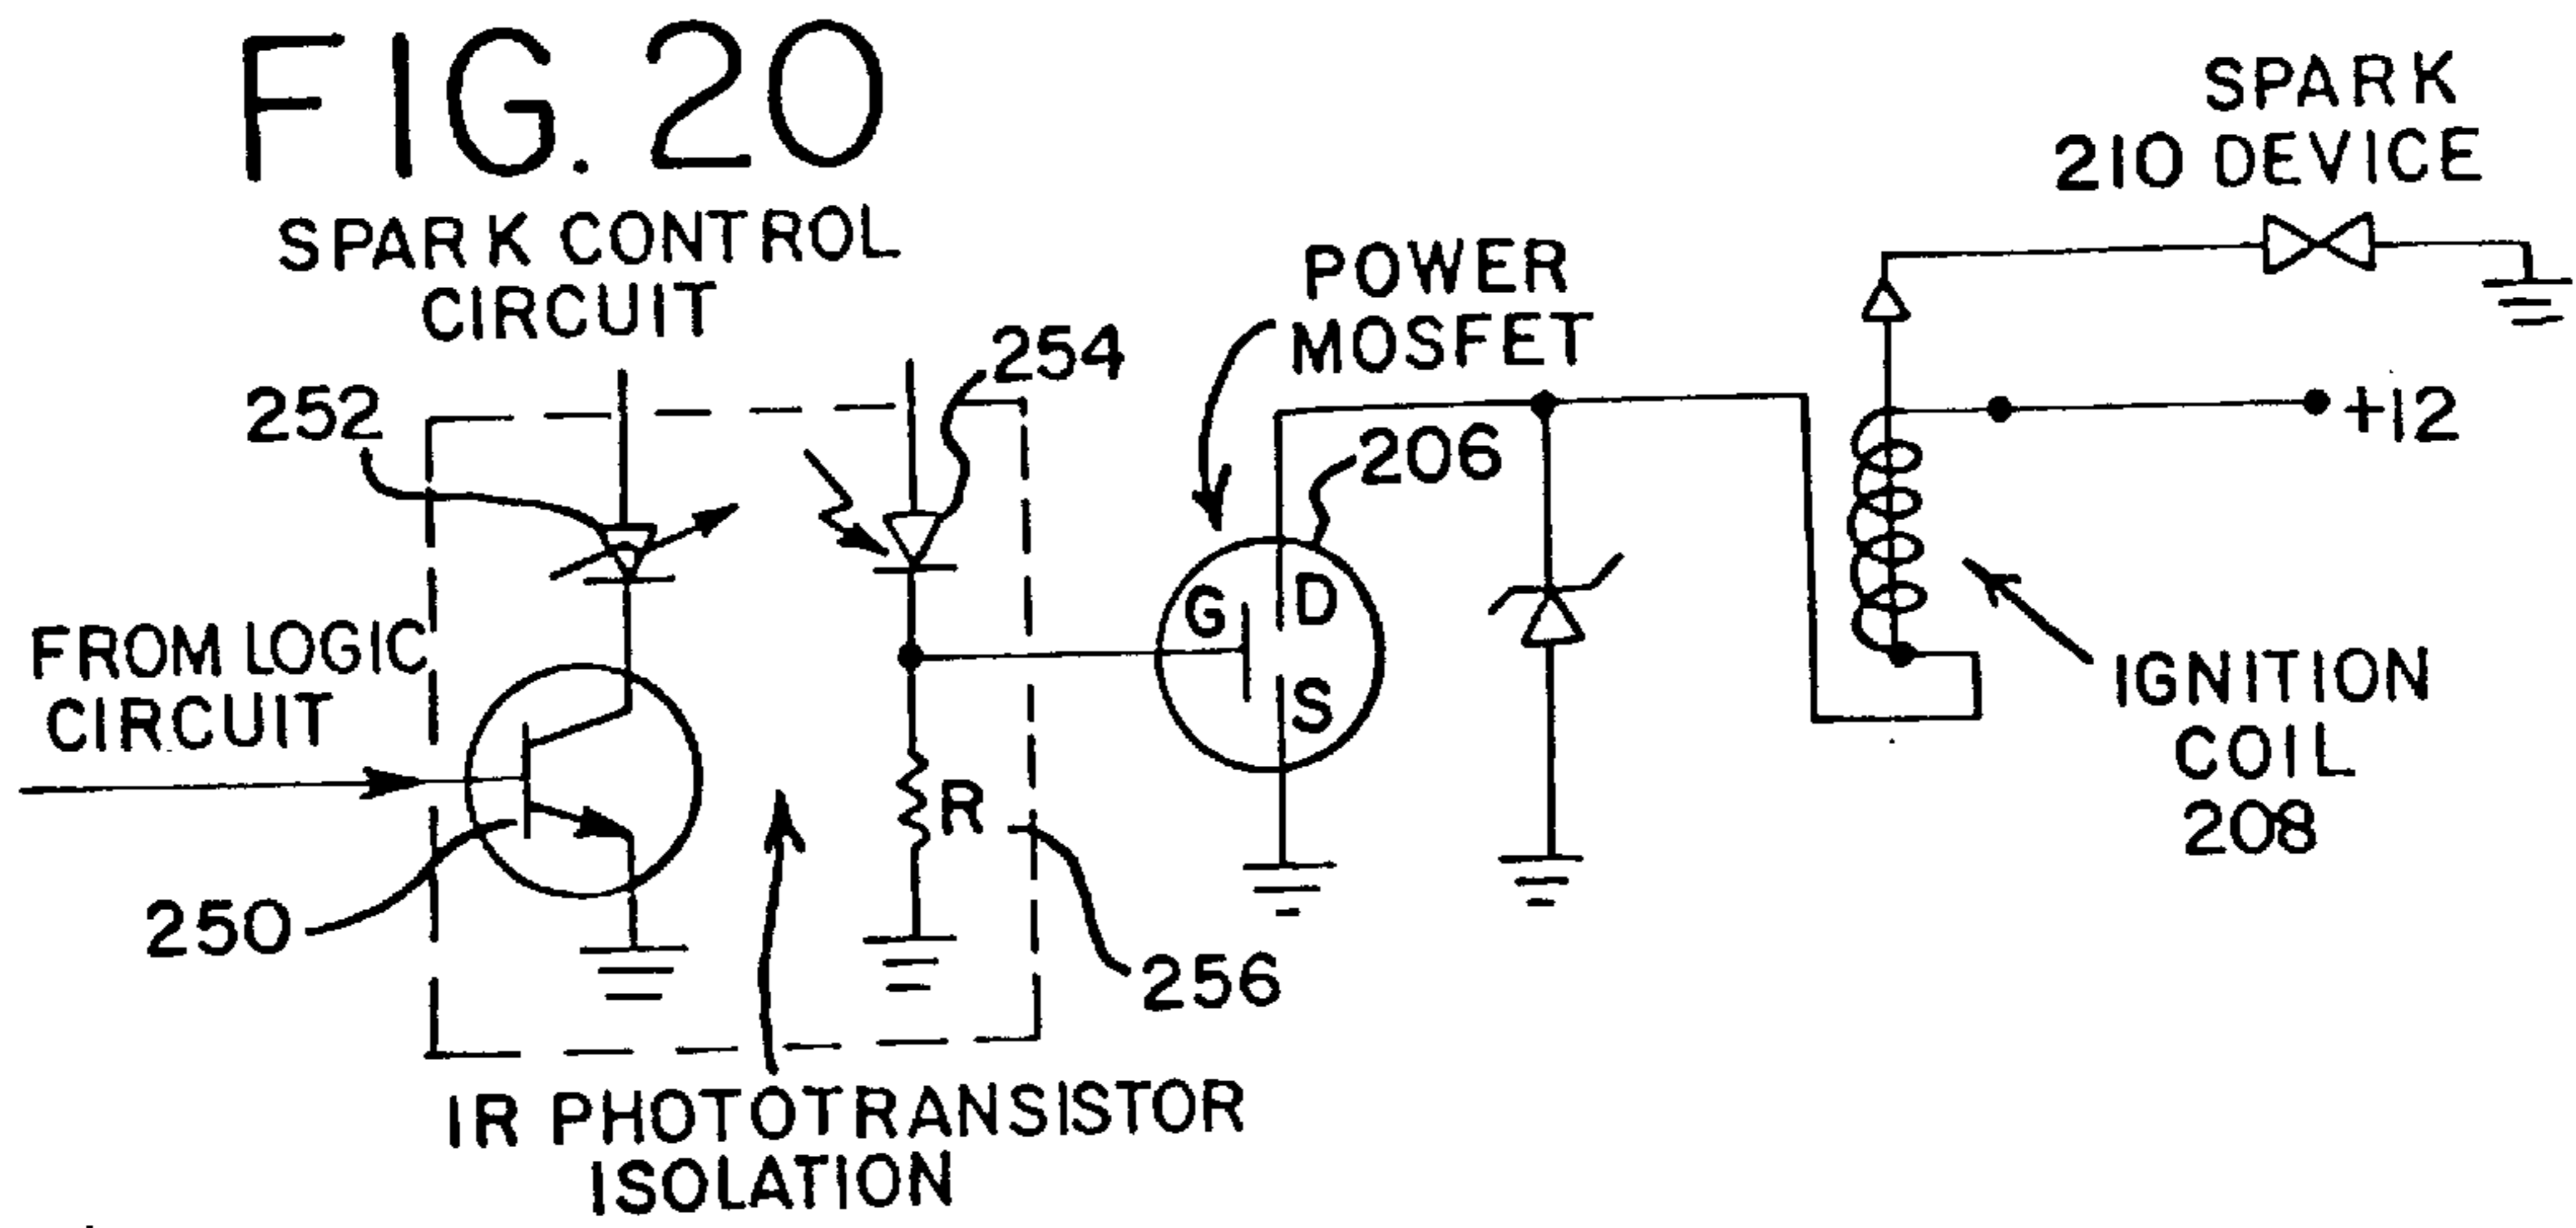 FIG. 20
SPARK CONTROL
CIRCUIT
SPARK
210 DEVICE
POWER
MOSFET
254
252
+12
206
G
D
S
FROM LOGIC
CIRCUIT
R
IGNITION
COIL
208
250
256
IR PHOTOTRANSISTOR
ISOLATION